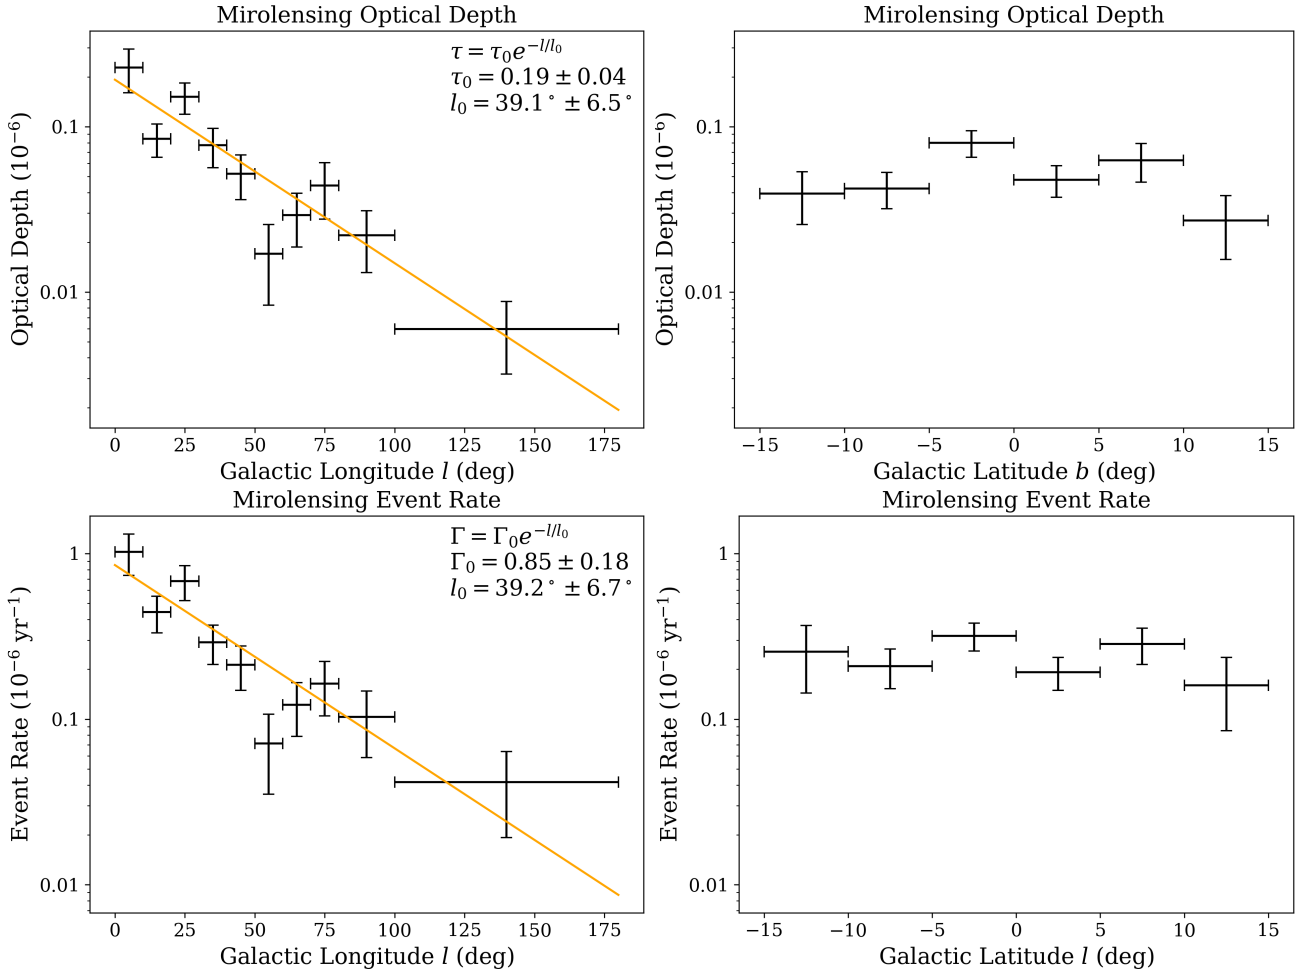 Mirolensing Optical Depth
τ = τ₀e^{−l/l₀}
τ₀ = 0.19 ± 0.04
l₀ = 39.1° ± 6.5°
0.1
0.01
Optical Depth (10⁻⁶)
0 25 50 75 100 125 150 175
Galactic Longitude l (deg)
Mirolensing Optical Depth
0.1
0.01
Optical Depth (10⁻⁶)
−15 −10 −5 0 5 10 15
Galactic Latitude b (deg)
Mirolensing Event Rate
Γ = Γ₀e^{−l/l₀}
Γ₀ = 0.85 ± 0.18
l₀ = 39.2° ± 6.7°
1
0.1
0.01
Event Rate (10⁻⁶ yr⁻¹)
0 25 50 75 100 125 150 175
Galactic Longitude l (deg)
Mirolensing Event Rate
1
0.1
0.01
Event Rate (10⁻⁶ yr⁻¹)
−15 −10 −5 0 5 10 15
Galactic Latitude l (deg)